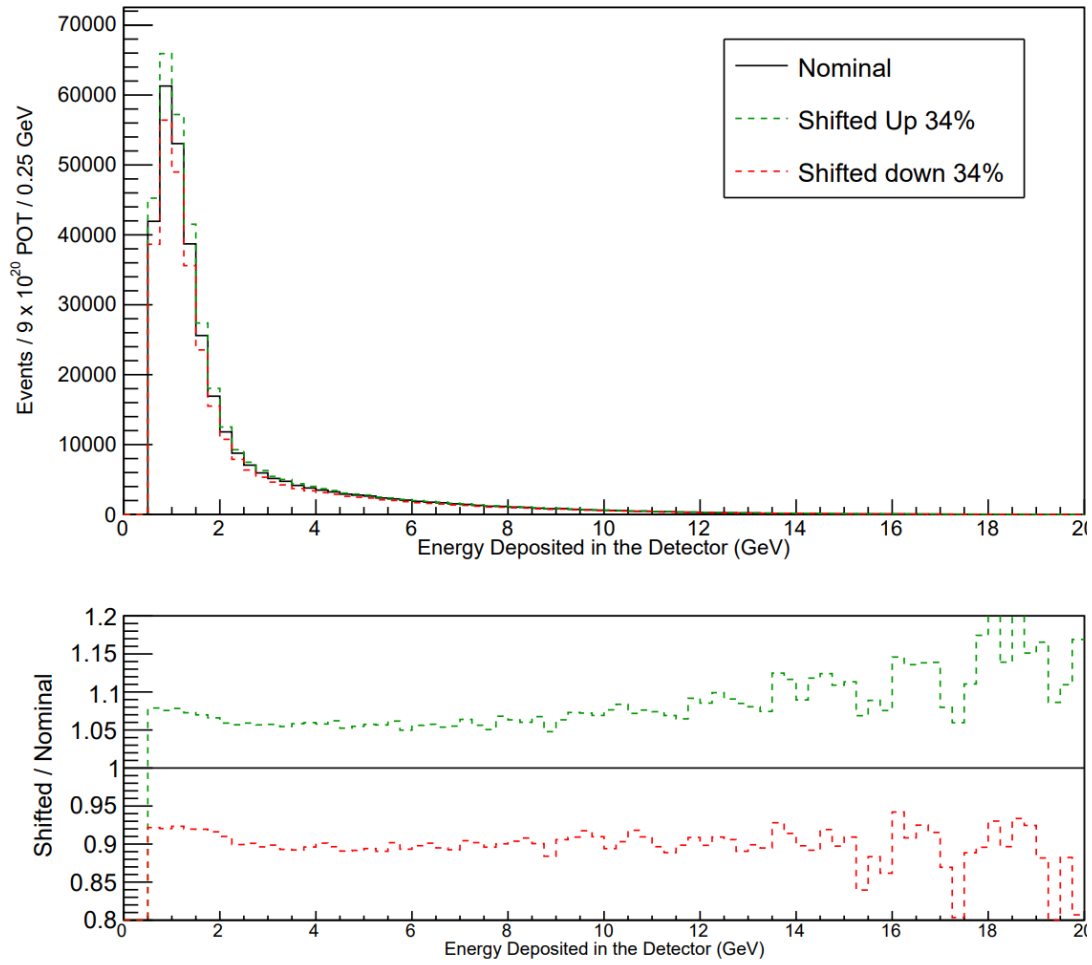 70000
60000
50000
40000
30000
20000
10000
0
Events / 9 x 10²⁰ POT / 0.25 GeV
Nominal
Shifted Up 34%
Shifted down 34%
0 2 4 6 8 10 12 14 16 18 20
Energy Deposited in the Detector (GeV)
1.2
1.15
1.1
1.05
1
0.95
0.9
0.85
0.8
Shifted / Nominal
0 2 4 6 8 10 12 14 16 18 20
Energy Deposited in the Detector (GeV)